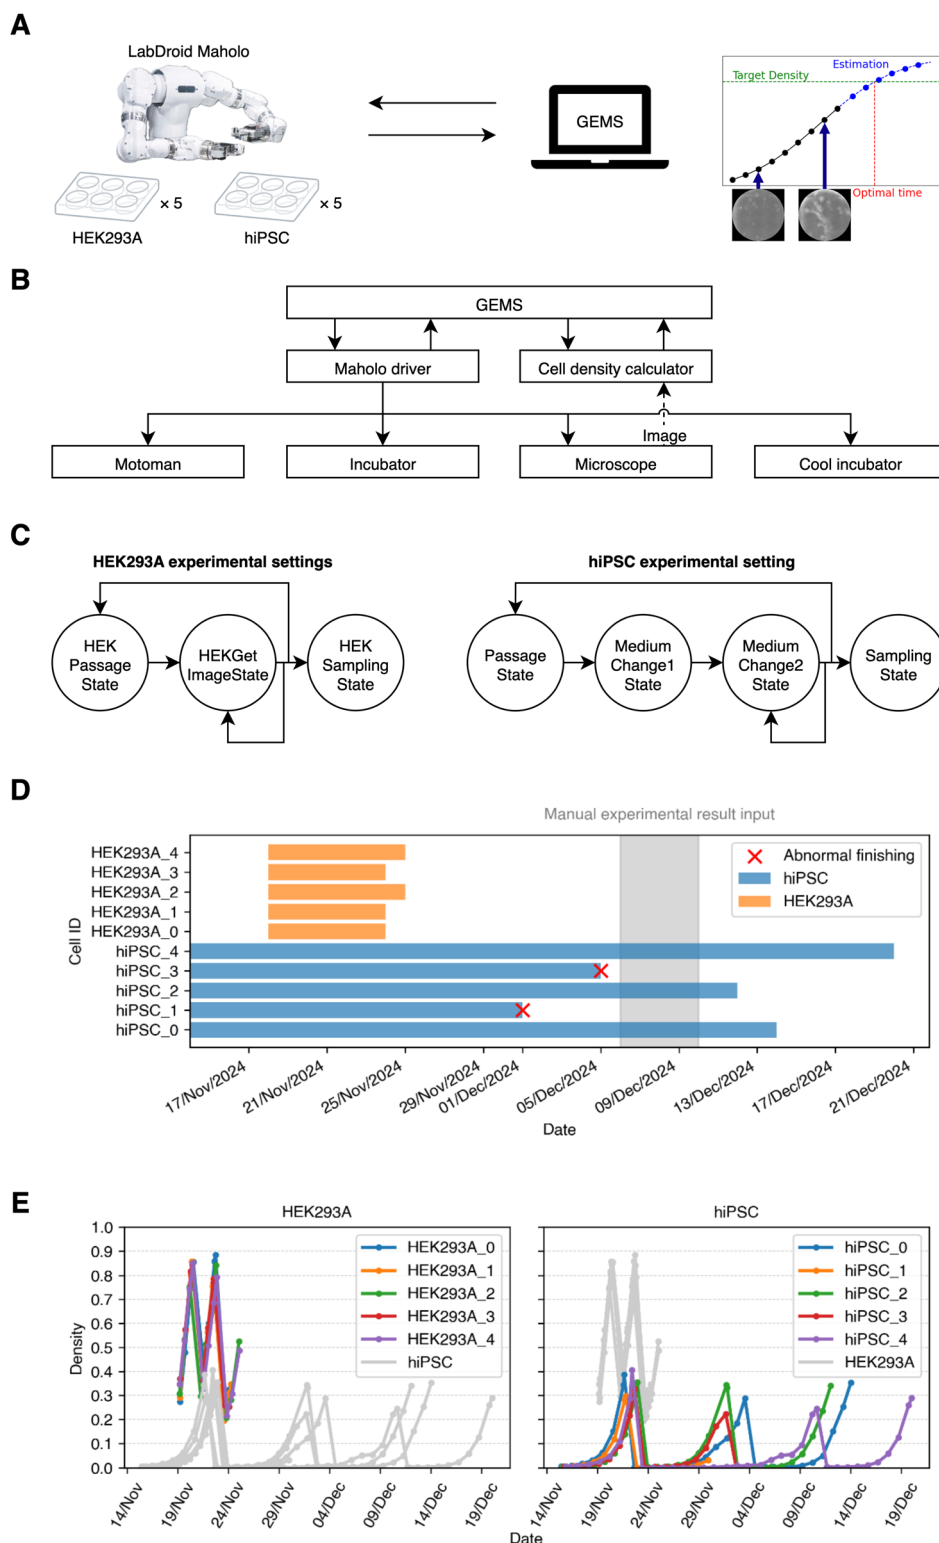 A
LabDroid Maholo
× 5
× 5
HEK293A
hiPSC
GEMS
Estimation
Target Density
Optimal time
B
GEMS
Maholo driver
Cell density calculator
Image
Motoman
Incubator
Microscope
Cool incubator
C
HEK293A experimental settings
hiPSC experimental setting
HEK
Passage
State
HEKGet
ImageState
HEK
Sampling
State
Passage
State
Medium
Change1
State
Medium
Change2
State
Sampling
State
D
Manual experimental result input
HEK293A_4
HEK293A_3
HEK293A_2
HEK293A_1
HEK293A_0
hiPSC_4
hiPSC_3
hiPSC_2
hiPSC_1
hiPSC_0
Cell ID
Abnormal finishing
hiPSC
HEK293A
17/Nov/2024
21/Nov/2024
25/Nov/2024
29/Nov/2024
01/Dec/2024
05/Dec/2024
09/Dec/2024
13/Dec/2024
17/Dec/2024
21/Dec/2024
Date
E
HEK293A
hiPSC
1.0
0.9
0.8
0.7
0.6
0.5
0.4
0.3
0.2
0.1
0.0
Density
HEK293A_0
HEK293A_1
HEK293A_2
HEK293A_3
HEK293A_4
hiPSC
hiPSC_0
hiPSC_1
hiPSC_2
hiPSC_3
hiPSC_4
HEK293A
14/Nov
19/Nov
24/Nov
29/Nov
04/Dec
09/Dec
14/Dec
19/Dec
14/Nov
19/Nov
24/Nov
29/Nov
04/Dec
09/Dec
14/Dec
19/Dec
Date